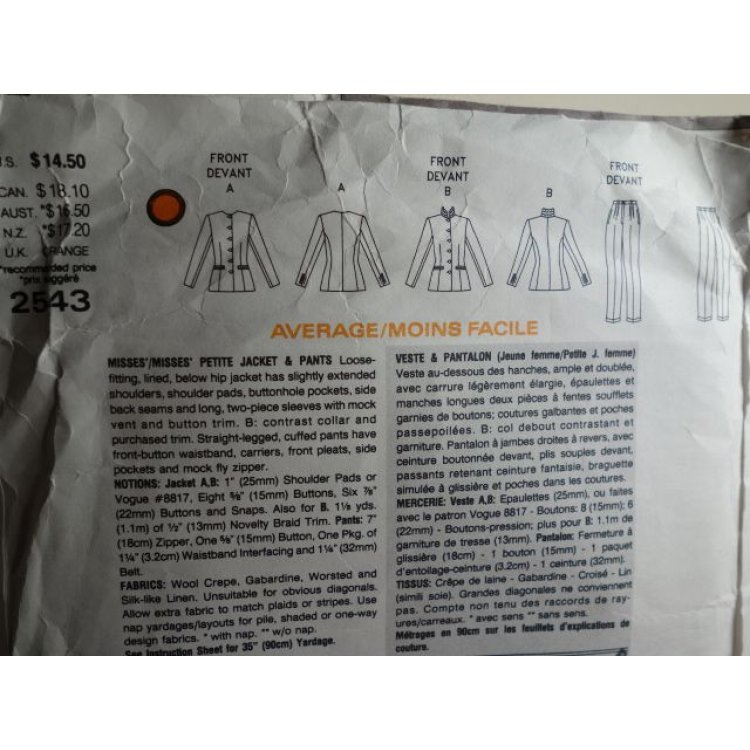 U.S. $14.50
CAN. $18.10
AUST. *$16.50
N.Z. *$17.20
U.K. ORANGE
*recommended price
*prix suggéré
2543
FRONT
DEVANT
A
A
FRONT
DEVANT
B
B
FRONT
DEVANT
AVERAGE/MOINS FACILE
MISSES'/MISSES' PETITE JACKET & PANTS Loose-
fitting, lined, below hip jacket has slightly extended
shoulders, shoulder pads, buttonhole pockets, side
back seams and long, two-piece sleeves with mock
vent and button trim. B: contrast collar and
purchased trim. Straight-legged, cuffed pants have
front-button waistband, carriers, front pleats, side
pockets and mock fly zipper.
NOTIONS: Jacket A,B: 1" (25mm) Shoulder Pads or
Vogue #8817, Eight ⅝" (15mm) Buttons, Six ⅞"
(22mm) Buttons and Snaps. Also for B. 1⅛ yds.
(1.1m) of ½" (13mm) Novelty Braid Trim. Pants: 7"
(18cm) Zipper, One ⅝" (15mm) Button, One Pkg. of
1¼" (3.2cm) Waistband Interfacing and 1¼" (32mm)
Belt.
FABRICS: Wool Crepe, Gabardine, Worsted and
Silk-like Linen. Unsuitable for obvious diagonals.
Allow extra fabric to match plaids or stripes. Use
nap yardages/layouts for pile, shaded or one-way
design fabrics. * with nap. ** w/o nap.
See Instruction Sheet for 35" (90cm) Yardage.
VESTE & PANTALON (Jeune femme/Petite J. femme)
Veste au-dessous des hanches, ample et doublée,
avec carrure légèrement élargie, épaulettes et
manches longues deux pièces à fentes soufflets
garnies de boutons; coutures galbantes et poches
passepoilées. B: col debout contrastant et
garniture. Pantalon à jambes droites à revers, avec
ceinture boutonnée devant, plis souples devant,
passants retenant ceinture fantaisie, braguette
simulée à glissière et poches dans les coutures.
MERCERIE: Veste A,B: Epaulettes (25mm), ou faites
avec le patron Vogue 8817 - Boutons: 8 (15mm); 6
(22mm) - Boutons-pression; plus pour B: 1.1m de
garniture de tresse (13mm). Pantalon: Fermeture à
glissière (18cm) - 1 bouton (15mm) - 1 paquet
d'entoilage-ceinture (3.2cm) - 1 ceinture (32mm).
TISSUS: Crêpe de laine - Gabardine - Croisé - Lin
(simili soie). Grandes diagonales ne conviennent
pas. Compte non tenu des raccords de ray-
ures/carreaux. * avec sens ** sans sens.
Métrages en 90cm sur les feuillets d'explications de
couture.